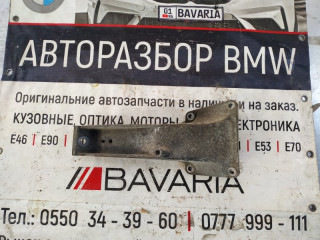 01 BAVARIA
АВТОРАЗБОР BMW
Оригинальные автозапчасти в наличии и на заказ.
КУЗОВНЫЕ, ОПТИКА, МОТОРЫ ЭЛЕКТРОНИКА
E46 | E90 | E53 | E70
BAVARIA
Тел.: 0550 34-39-60 | 0777 999-111